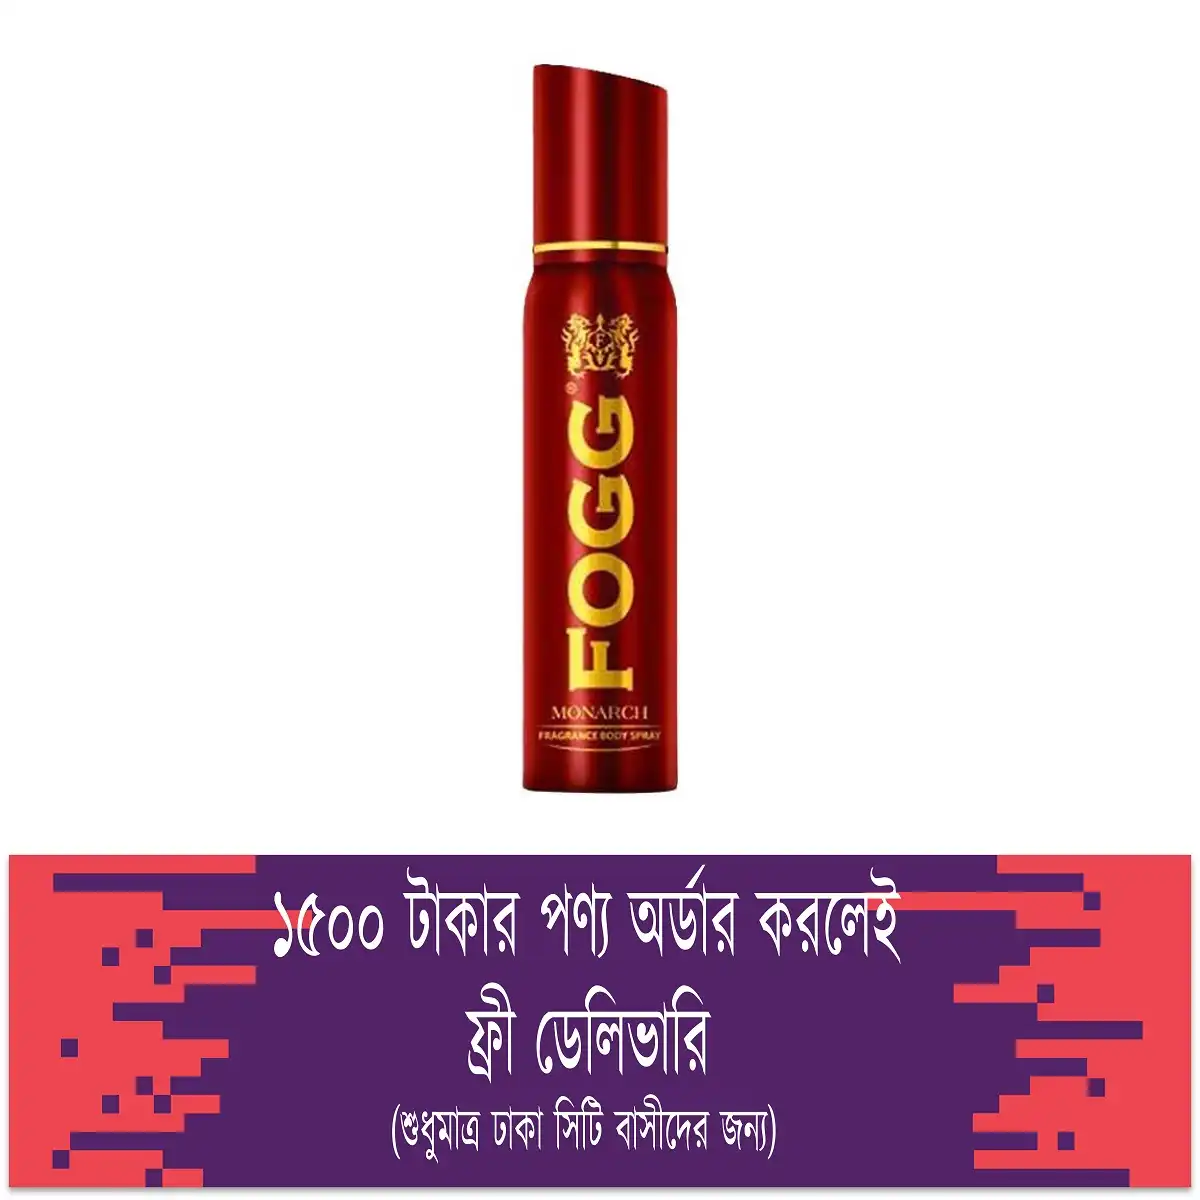 F
FOGG
®
MONARCH
FRAGRANCE BODY SPRAY
১৫০০ টাকার পণ্য অর্ডার করলেই
ফ্রী ডেলিভারি
(শুধুমাত্র ঢাকা সিটি বাসীদের জন্য)